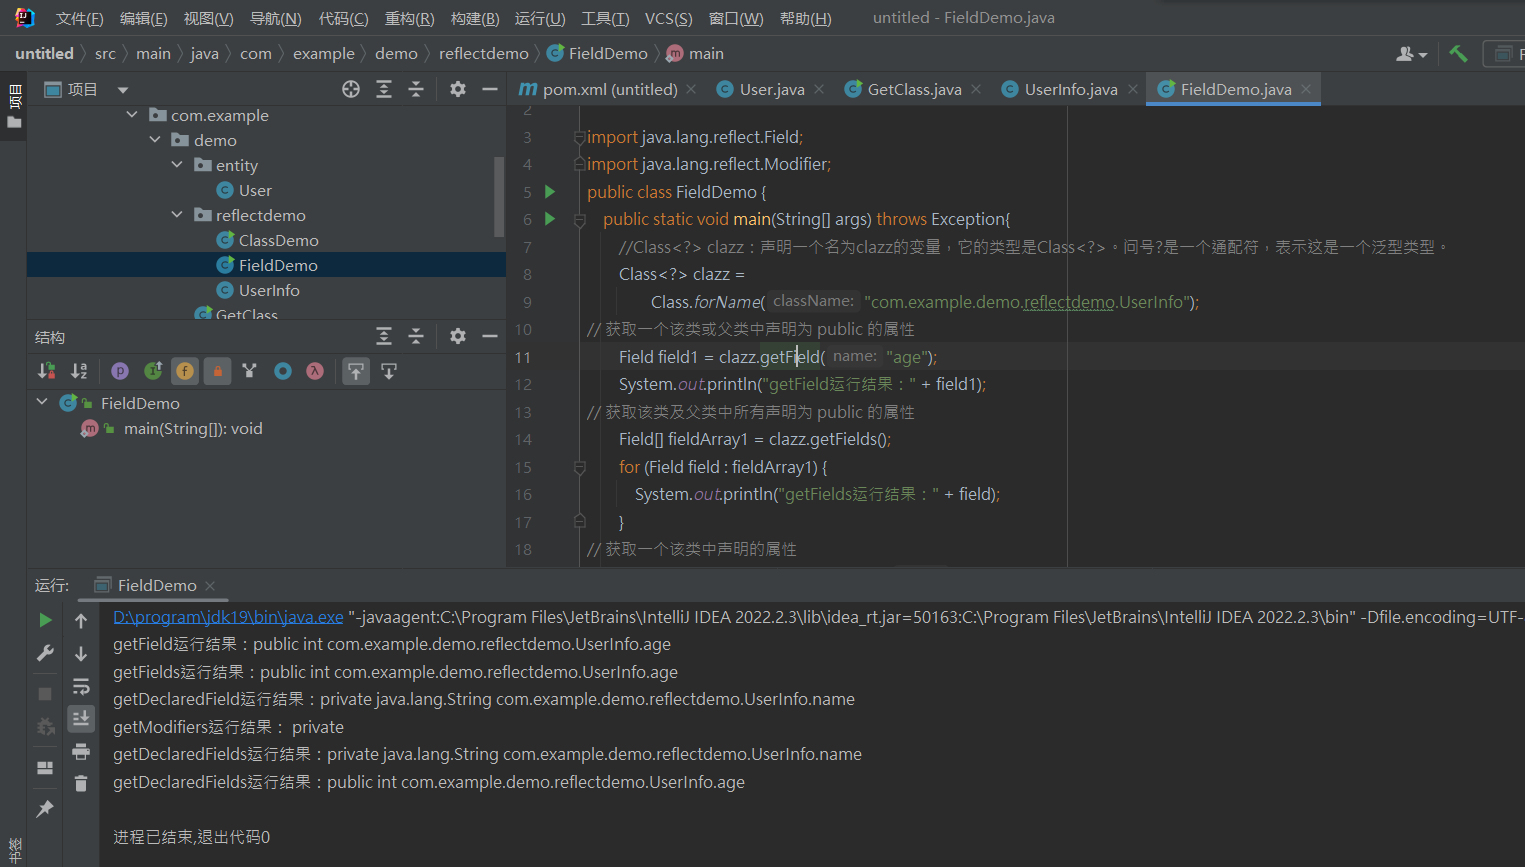 文件(F) 编辑(E) 视图(V) 导航(N) 代码(C) 重构(R) 构建(B) 运行(U) 工具(T) VCS(S) 窗口(W) 帮助(H) untitled - FieldDemo.java
untitled src main java com example demo reflectdemo FieldDemo main
项目
项目
com.example
demo
entity
User
reflectdemo
ClassDemo
FieldDemo
UserInfo
GetClass
结构
FieldDemo
main(String[]): void
pom.xml (untitled) User.java GetClass.java UserInfo.java FieldDemo.java
2
3 import java.lang.reflect.Field;
4 import java.lang.reflect.Modifier;
5 public class FieldDemo {
6 public static void main(String[] args) throws Exception{
7 //Class<?> clazz：声明一个名为clazz的变量，它的类型是Class<?>。问号?是一个通配符，表示这是一个泛型类型。
8 Class<?> clazz =
9 Class.forName( className: "com.example.demo.reflectdemo.UserInfo");
10 // 获取一个该类或父类中声明为 public 的属性
11 Field field1 = clazz.getField( name: "age");
12 System.out.println("getField运行结果：" + field1);
13 // 获取该类及父类中所有声明为 public 的属性
14 Field[] fieldArray1 = clazz.getFields();
15 for (Field field : fieldArray1) {
16 System.out.println("getFields运行结果：" + field);
17 }
18 // 获取一个该类中声明的属性
运行: FieldDemo
D:\program\jdk19\bin\java.exe "-javaagent:C:\Program Files\JetBrains\IntelliJ IDEA 2022.2.3\lib\idea_rt.jar=50163:C:\Program Files\JetBrains\IntelliJ IDEA 2022.2.3\bin" -Dfile.encoding=UTF-
getField运行结果：public int com.example.demo.reflectdemo.UserInfo.age
getFields运行结果：public int com.example.demo.reflectdemo.UserInfo.age
getDeclaredField运行结果：private java.lang.String com.example.demo.reflectdemo.UserInfo.name
getModifiers运行结果： private
getDeclaredFields运行结果：private java.lang.String com.example.demo.reflectdemo.UserInfo.name
getDeclaredFields运行结果：public int com.example.demo.reflectdemo.UserInfo.age
进程已结束,退出代码0
书签